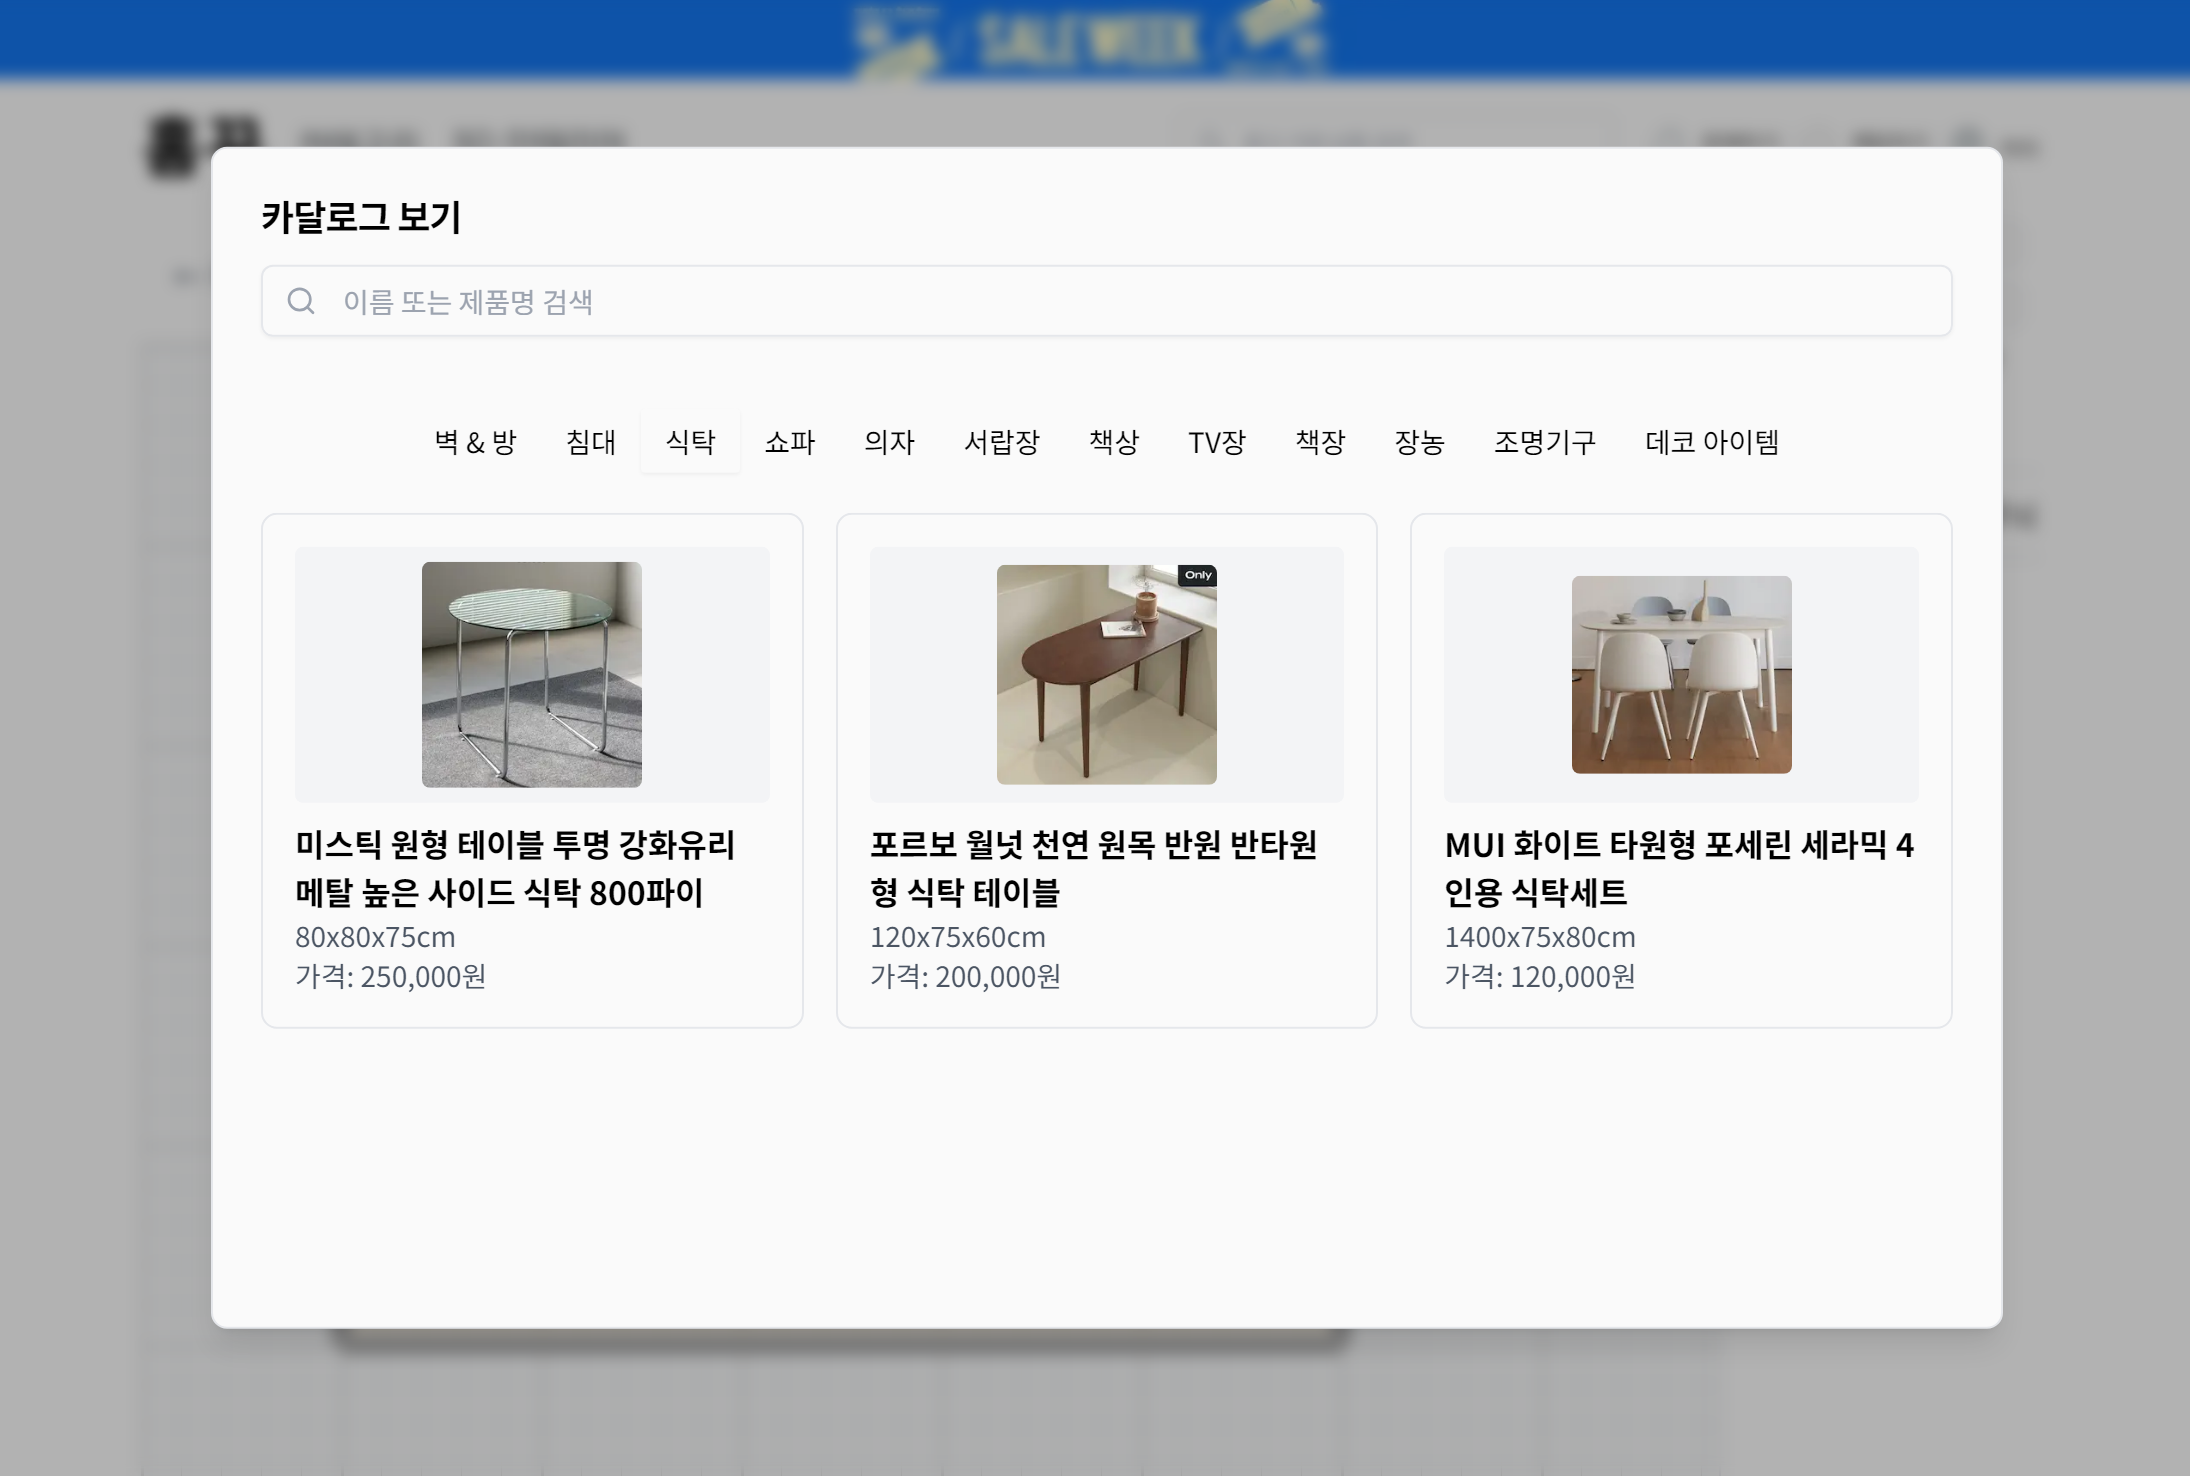 SALE WEEK
카달로그 보기
이름 또는 제품명 검색
벽 & 방 침대 식탁 쇼파 의자 서랍장 책상 TV장 책장 장농 조명기구 데코 아이템
Only
미스틱 원형 테이블 투명 강화유리
메탈 높은 사이드 식탁 800파이
80x80x75cm
가격: 250,000원
포르보 월넛 천연 원목 반원 반타원
형 식탁 테이블
120x75x60cm
가격: 200,000원
MUI 화이트 타원형 포세린 세라믹 4
인용 식탁세트
1400x75x80cm
가격: 120,000원